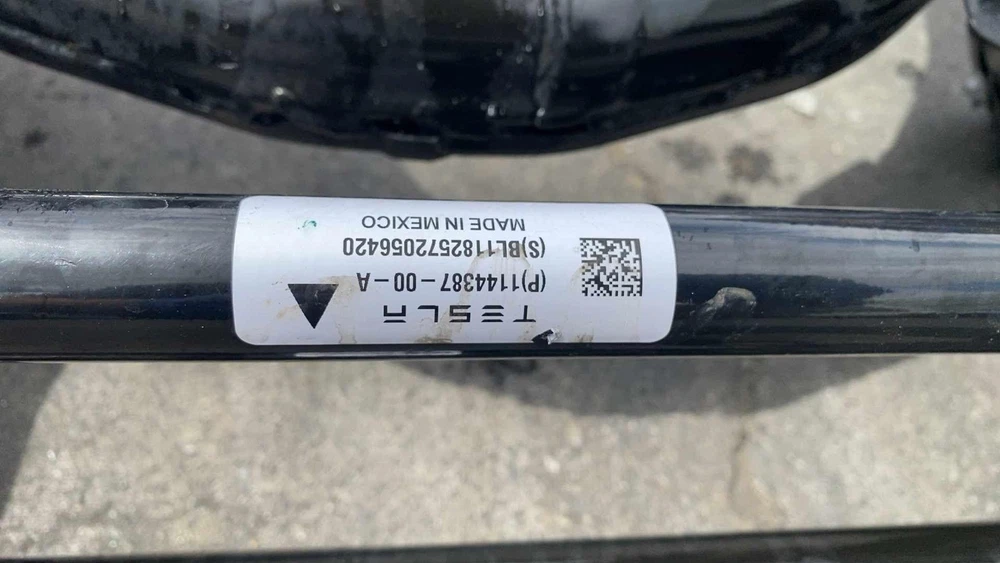 TESLA
(P)1144387-00-A
(S)BL1182572056420
MADE IN MEXICO